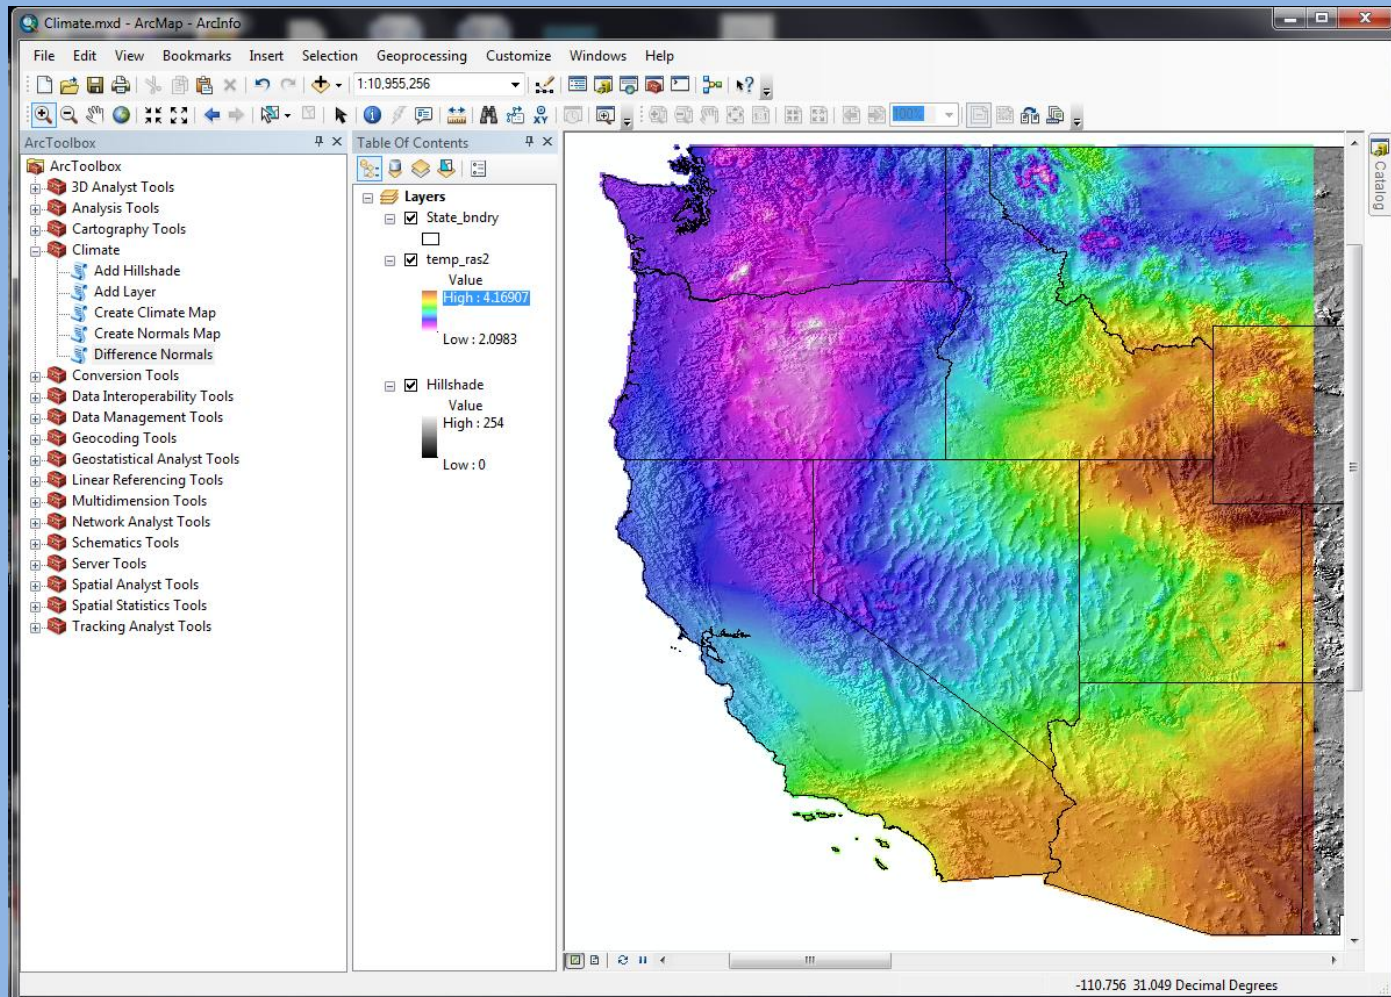 Climate.mxd - ArcMap - ArcInfo
File Edit View Bookmarks Insert Selection Geoprocessing Customize Windows Help
1:10,955,256
XY
100%
ArcToolbox
ArcToolbox
3D Analyst Tools
Analysis Tools
Cartography Tools
Climate
Add Hillshade
Add Layer
Create Climate Map
Create Normals Map
Difference Normals
Conversion Tools
Data Interoperability Tools
Data Management Tools
Geocoding Tools
Geostatistical Analyst Tools
Linear Referencing Tools
Multidimension Tools
Network Analyst Tools
Schematics Tools
Server Tools
Spatial Analyst Tools
Spatial Statistics Tools
Tracking Analyst Tools
Table Of Contents
Layers
State_bndry
temp_ras2
Value
High : 4.16907
Low : 2.0983
Hillshade
Value
High : 254
Low : 0
Catalog
-110.756 31.049 Decimal Degrees